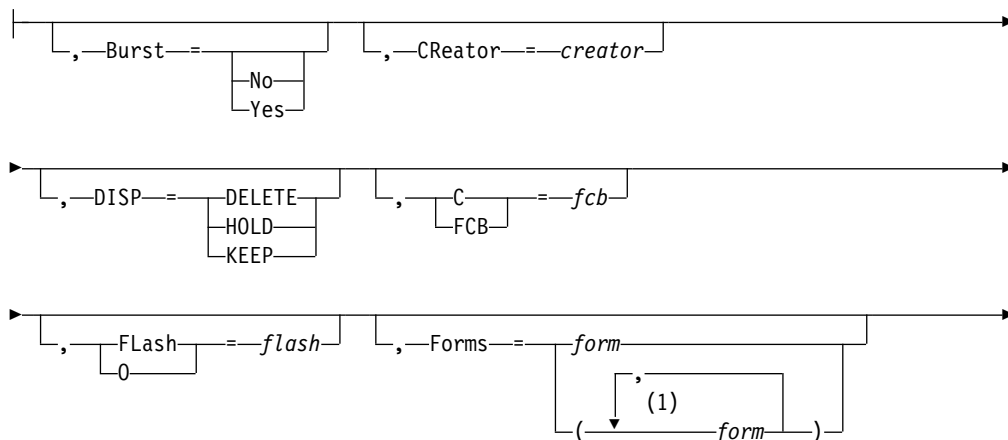 , Burst= , CReator=creator
No
Yes
, DISP= DELETE , C =fcb
HOLD FCB
KEEP
, FLash =flash , Forms= form
O ,
(1)
( form )